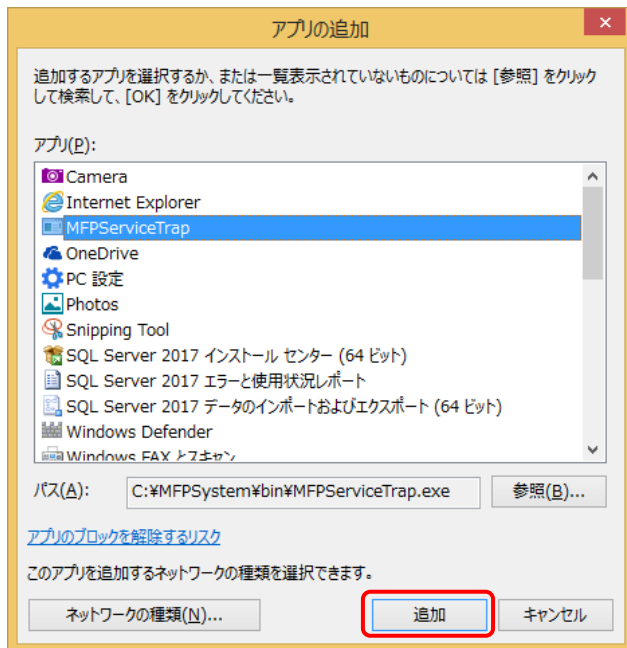 アプリの追加
追加するアプリを選択するか、または一覧表示されていないものについては [参照] をクリック
して検索して、[OK] をクリックしてください。
アプリ(P):
Camera
Internet Explorer
MFPServiceTrap
OneDrive
PC 設定
Photos
Snipping Tool
SQL Server 2017 インストール センター (64 ビット)
SQL Server 2017 エラーと使用状況レポート
SQL Server 2017 データのインポートおよびエクスポート (64 ビット)
Windows Defender
Windows FAX とスキャン
パス(A):
C:¥MFPSystem¥bin¥MFPServiceTrap.exe
参照(B)...
アプリのブロックを解除するリスク
このアプリを追加するネットワークの種類を選択できます。
ネットワークの種類(N)...
追加
キャンセル